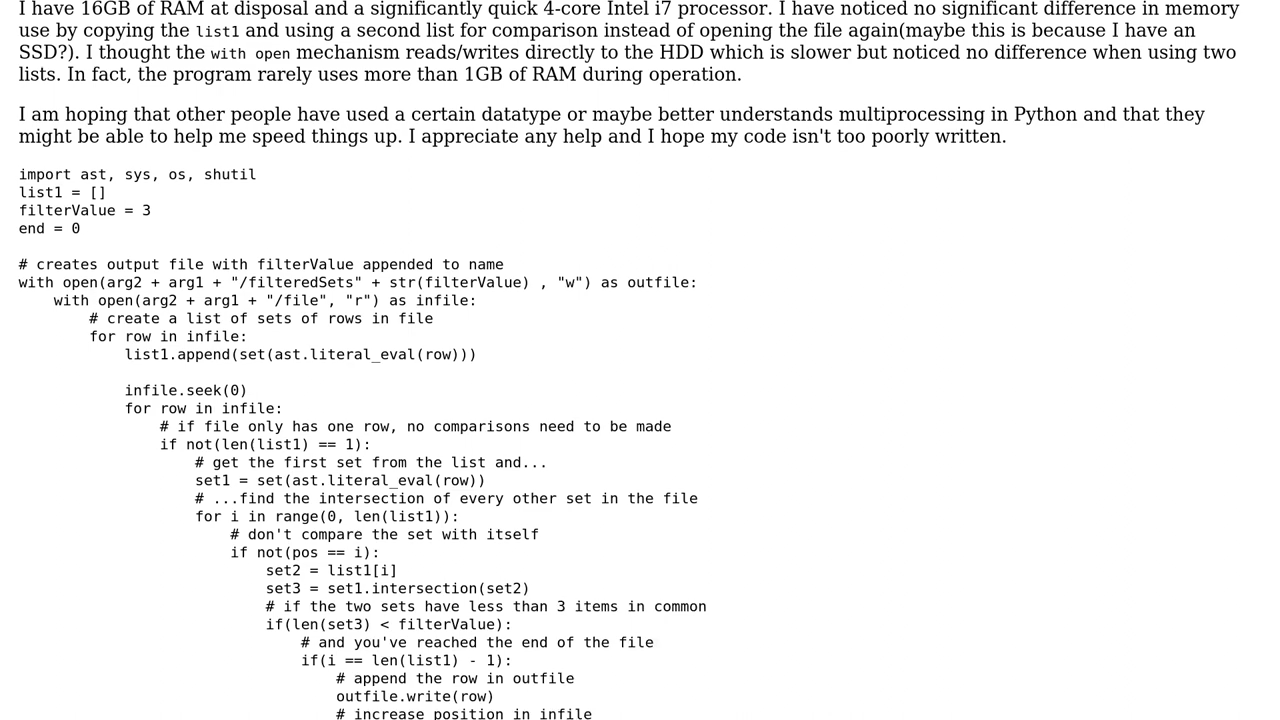 I have 16GB of RAM at disposal and a significantly quick 4-core Intel i7 processor. I have noticed no significant difference in memory
use by copying the list1 and using a second list for comparison instead of opening the file again(maybe this is because I have an
SSD?). I thought the with open mechanism reads/writes directly to the HDD which is slower but noticed no difference when using two
lists. In fact, the program rarely uses more than 1GB of RAM during operation.
I am hoping that other people have used a certain datatype or maybe better understands multiprocessing in Python and that they
might be able to help me speed things up. I appreciate any help and I hope my code isn't too poorly written.
import ast, sys, os, shutil
list1 = []
filterValue = 3
end = 0
# creates output file with filterValue appended to name
with open(arg2 + arg1 + "/filteredSets" + str(filterValue) , "w") as outfile:
    with open(arg2 + arg1 + "/file", "r") as infile:
        # create a list of sets of rows in file
        for row in infile:
            list1.append(set(ast.literal_eval(row)))
            infile.seek(0)
            for row in infile:
                # if file only has one row, no comparisons need to be made
                if not(len(list1) == 1):
                    # get the first set from the list and...
                    set1 = set(ast.literal_eval(row))
                    # ...find the intersection of every other set in the file
                    for i in range(0, len(list1)):
                        # don't compare the set with itself
                        if not(pos == i):
                            set2 = list1[i]
                            set3 = set1.intersection(set2)
                            # if the two sets have less than 3 items in common
                            if(len(set3) < filterValue):
                                # and you've reached the end of the file
                                if(i == len(list1) - 1):
                                    # append the row in outfile
                                    outfile.write(row)
                                    # increase position in infile